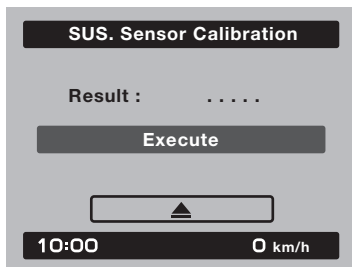 SUS. Sensor Calibration
Result : .....
Execute
10:00 0 km/h